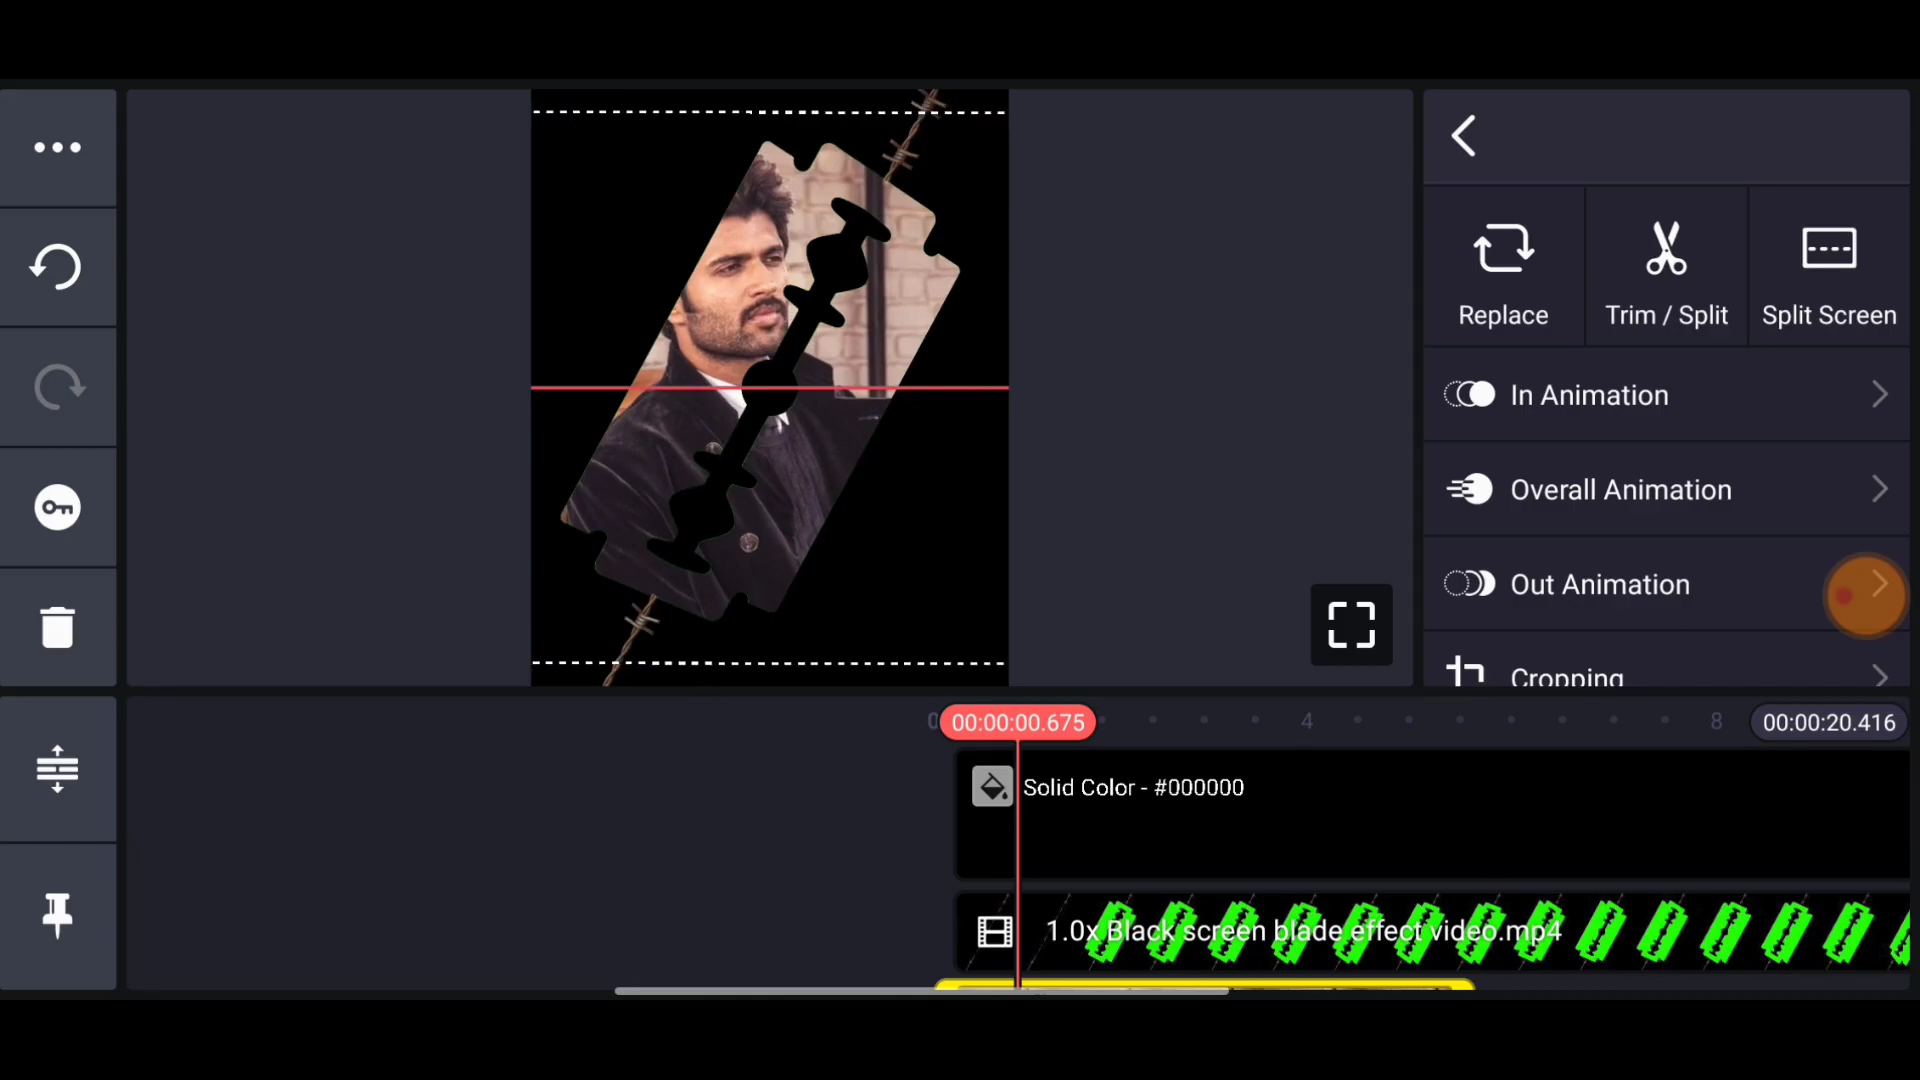 Replace
Trim / Split
Split Screen
In Animation
Overall Animation
Out Animation
Cropping
0
00:00:00.675
4
8
00:00:20.416
Solid Color - #000000
1.0x Black screen blade effect video.mp4